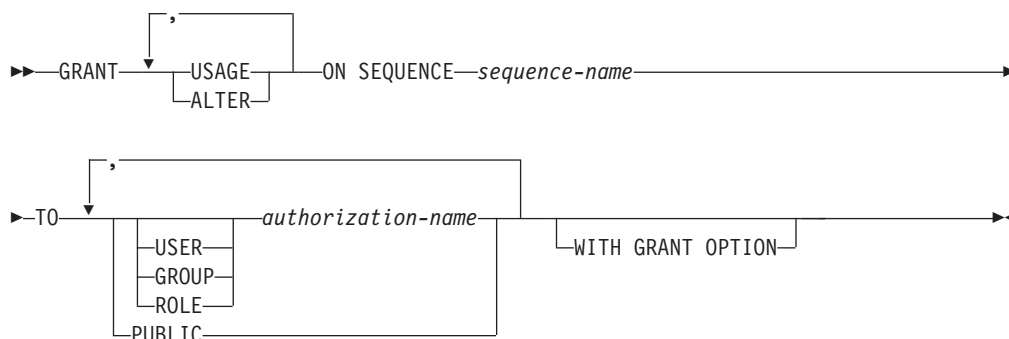 ,
GRANT USAGE ON SEQUENCE sequence-name
ALTER
,
TO authorization-name
USER WITH GRANT OPTION
GROUP
ROLE
PUBLIC